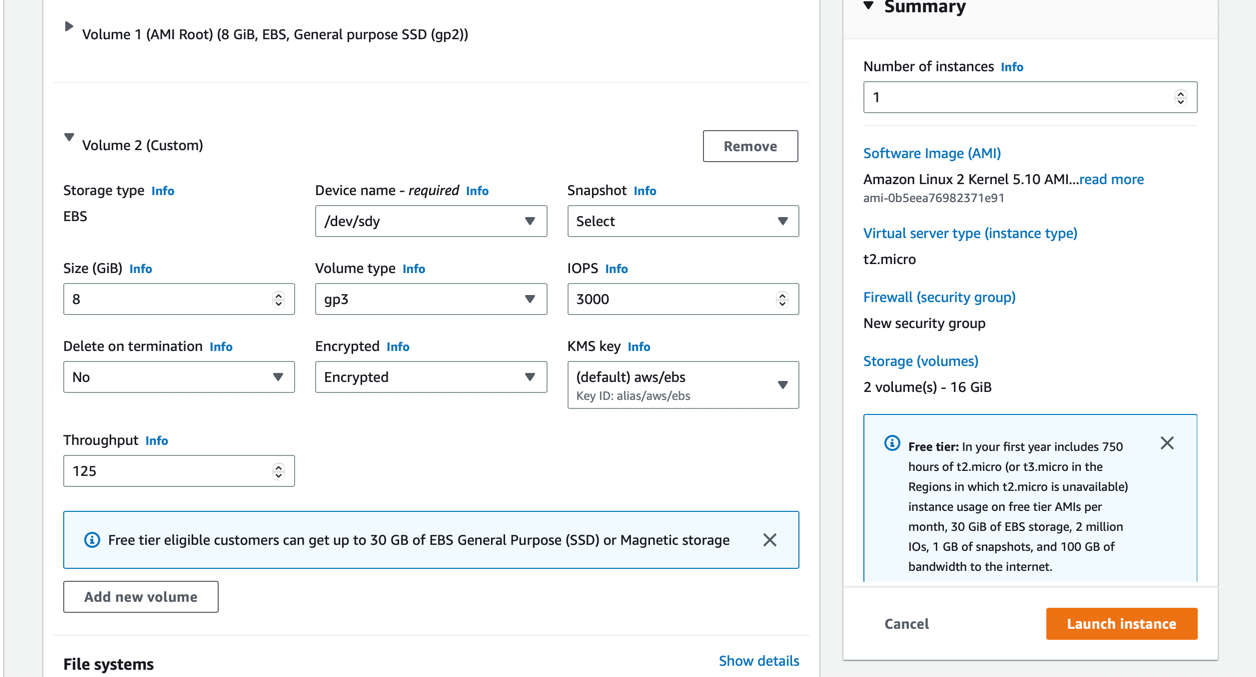 Volume 1 (AMI Root) (8 GiB, EBS, General purpose SSD (gp2))
Volume 2 (Custom)
Remove
Storage type Info
EBS
Device name - required Info
/dev/sdy
Snapshot Info
Select
Size (GiB) Info
8
Volume type Info
gp3
IOPS Info
3000
Delete on termination Info
No
Encrypted Info
Encrypted
KMS key Info
(default) aws/ebs
Key ID: alias/aws/ebs
Throughput Info
125
Free tier eligible customers can get up to 30 GB of EBS General Purpose (SSD) or Magnetic storage
Add new volume
File systems
Show details
Summary
Number of instances Info
1
Software Image (AMI)
Amazon Linux 2 Kernel 5.10 AMI...read more
ami-0b5eea76982371e91
Virtual server type (instance type)
t2.micro
Firewall (security group)
New security group
Storage (volumes)
2 volume(s) - 16 GiB
Free tier: In your first year includes 750
hours of t2.micro (or t3.micro in the
Regions in which t2.micro is unavailable)
instance usage on free tier AMIs per
month, 30 GiB of EBS storage, 2 million
IOs, 1 GB of snapshots, and 100 GB of
bandwidth to the internet.
Cancel
Launch instance